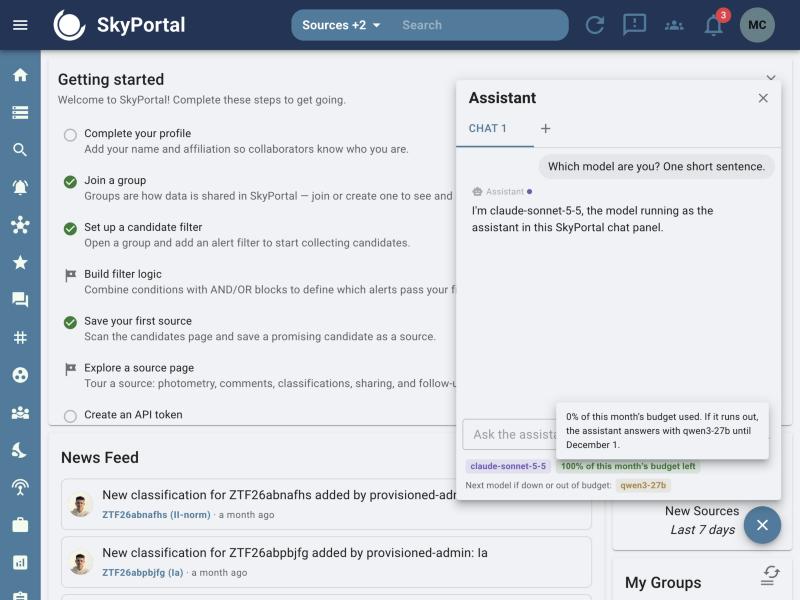 SkyPortal
Sources +2
Search
3
MC
Getting started
Welcome to SkyPortal! Complete these steps to get going.
Complete your profile
Add your name and affiliation so collaborators know who you are.
Join a group
Groups are how data is shared in SkyPortal — join or create one to see and
Set up a candidate filter
Open a group and add an alert filter to start collecting candidates.
Build filter logic
Combine conditions with AND/OR blocks to define which alerts pass your
Save your first source
Scan the candidates page and save a promising candidate as a source.
Explore a source page
Tour a source: photometry, comments, classifications, sharing, and
Create an API token
Assistant
CHAT 1
Which model are you? One short sentence.
Assistant
I'm claude-sonnet-5-5, the model running as the
assistant in this SkyPortal chat panel.
Ask the
0% of this month's budget used. If it runs out,
the assistant answers with qwen3-27b until
December 1.
claude-sonnet-5-5
100% of this month's budget left
Next model if down or out of budget: qwen3-27b
News Feed
New classification for ZTF26abnafhs added by
ZTF26abnafhs (II-norm) · a month ago
New classification for ZTF26abpbjfg added by provisioned-admin: Ia
ZTF26abpbjfg (Ia) · a month ago
New Sources
Last 7 days
My Groups